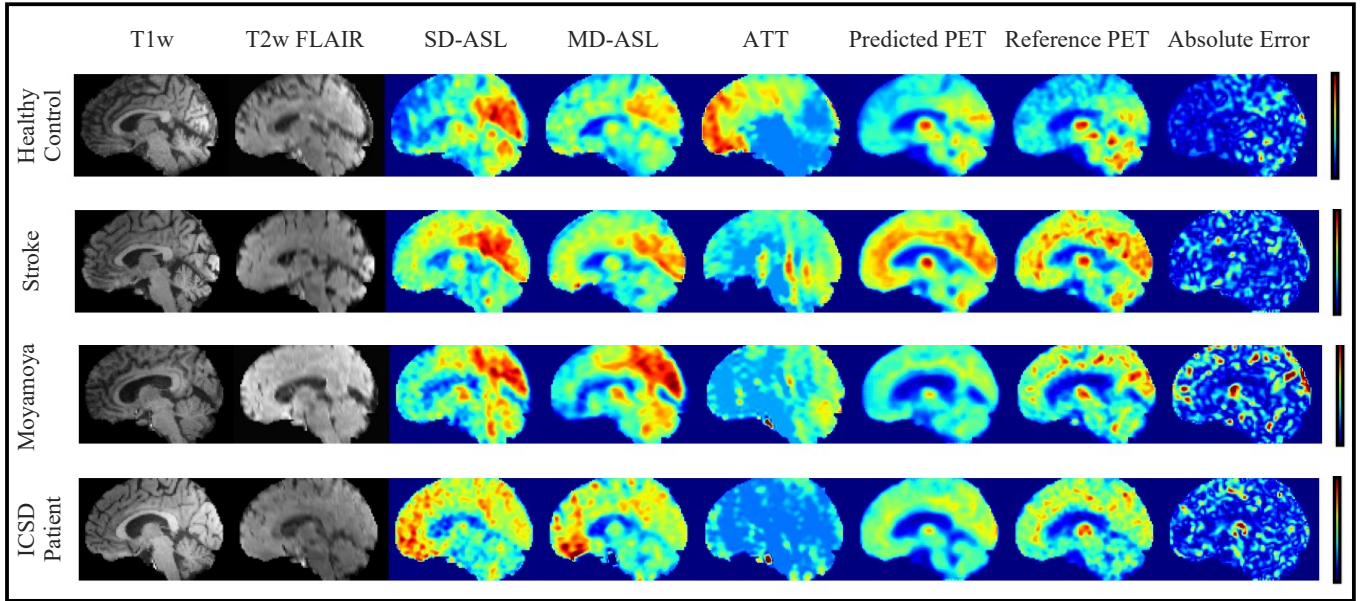 T1w T2w FLAIR SD-ASL MD-ASL ATT Predicted PET Reference PET Absolute Error
Healthy
Control
Stroke
Moyamoya
ICSD
Patient